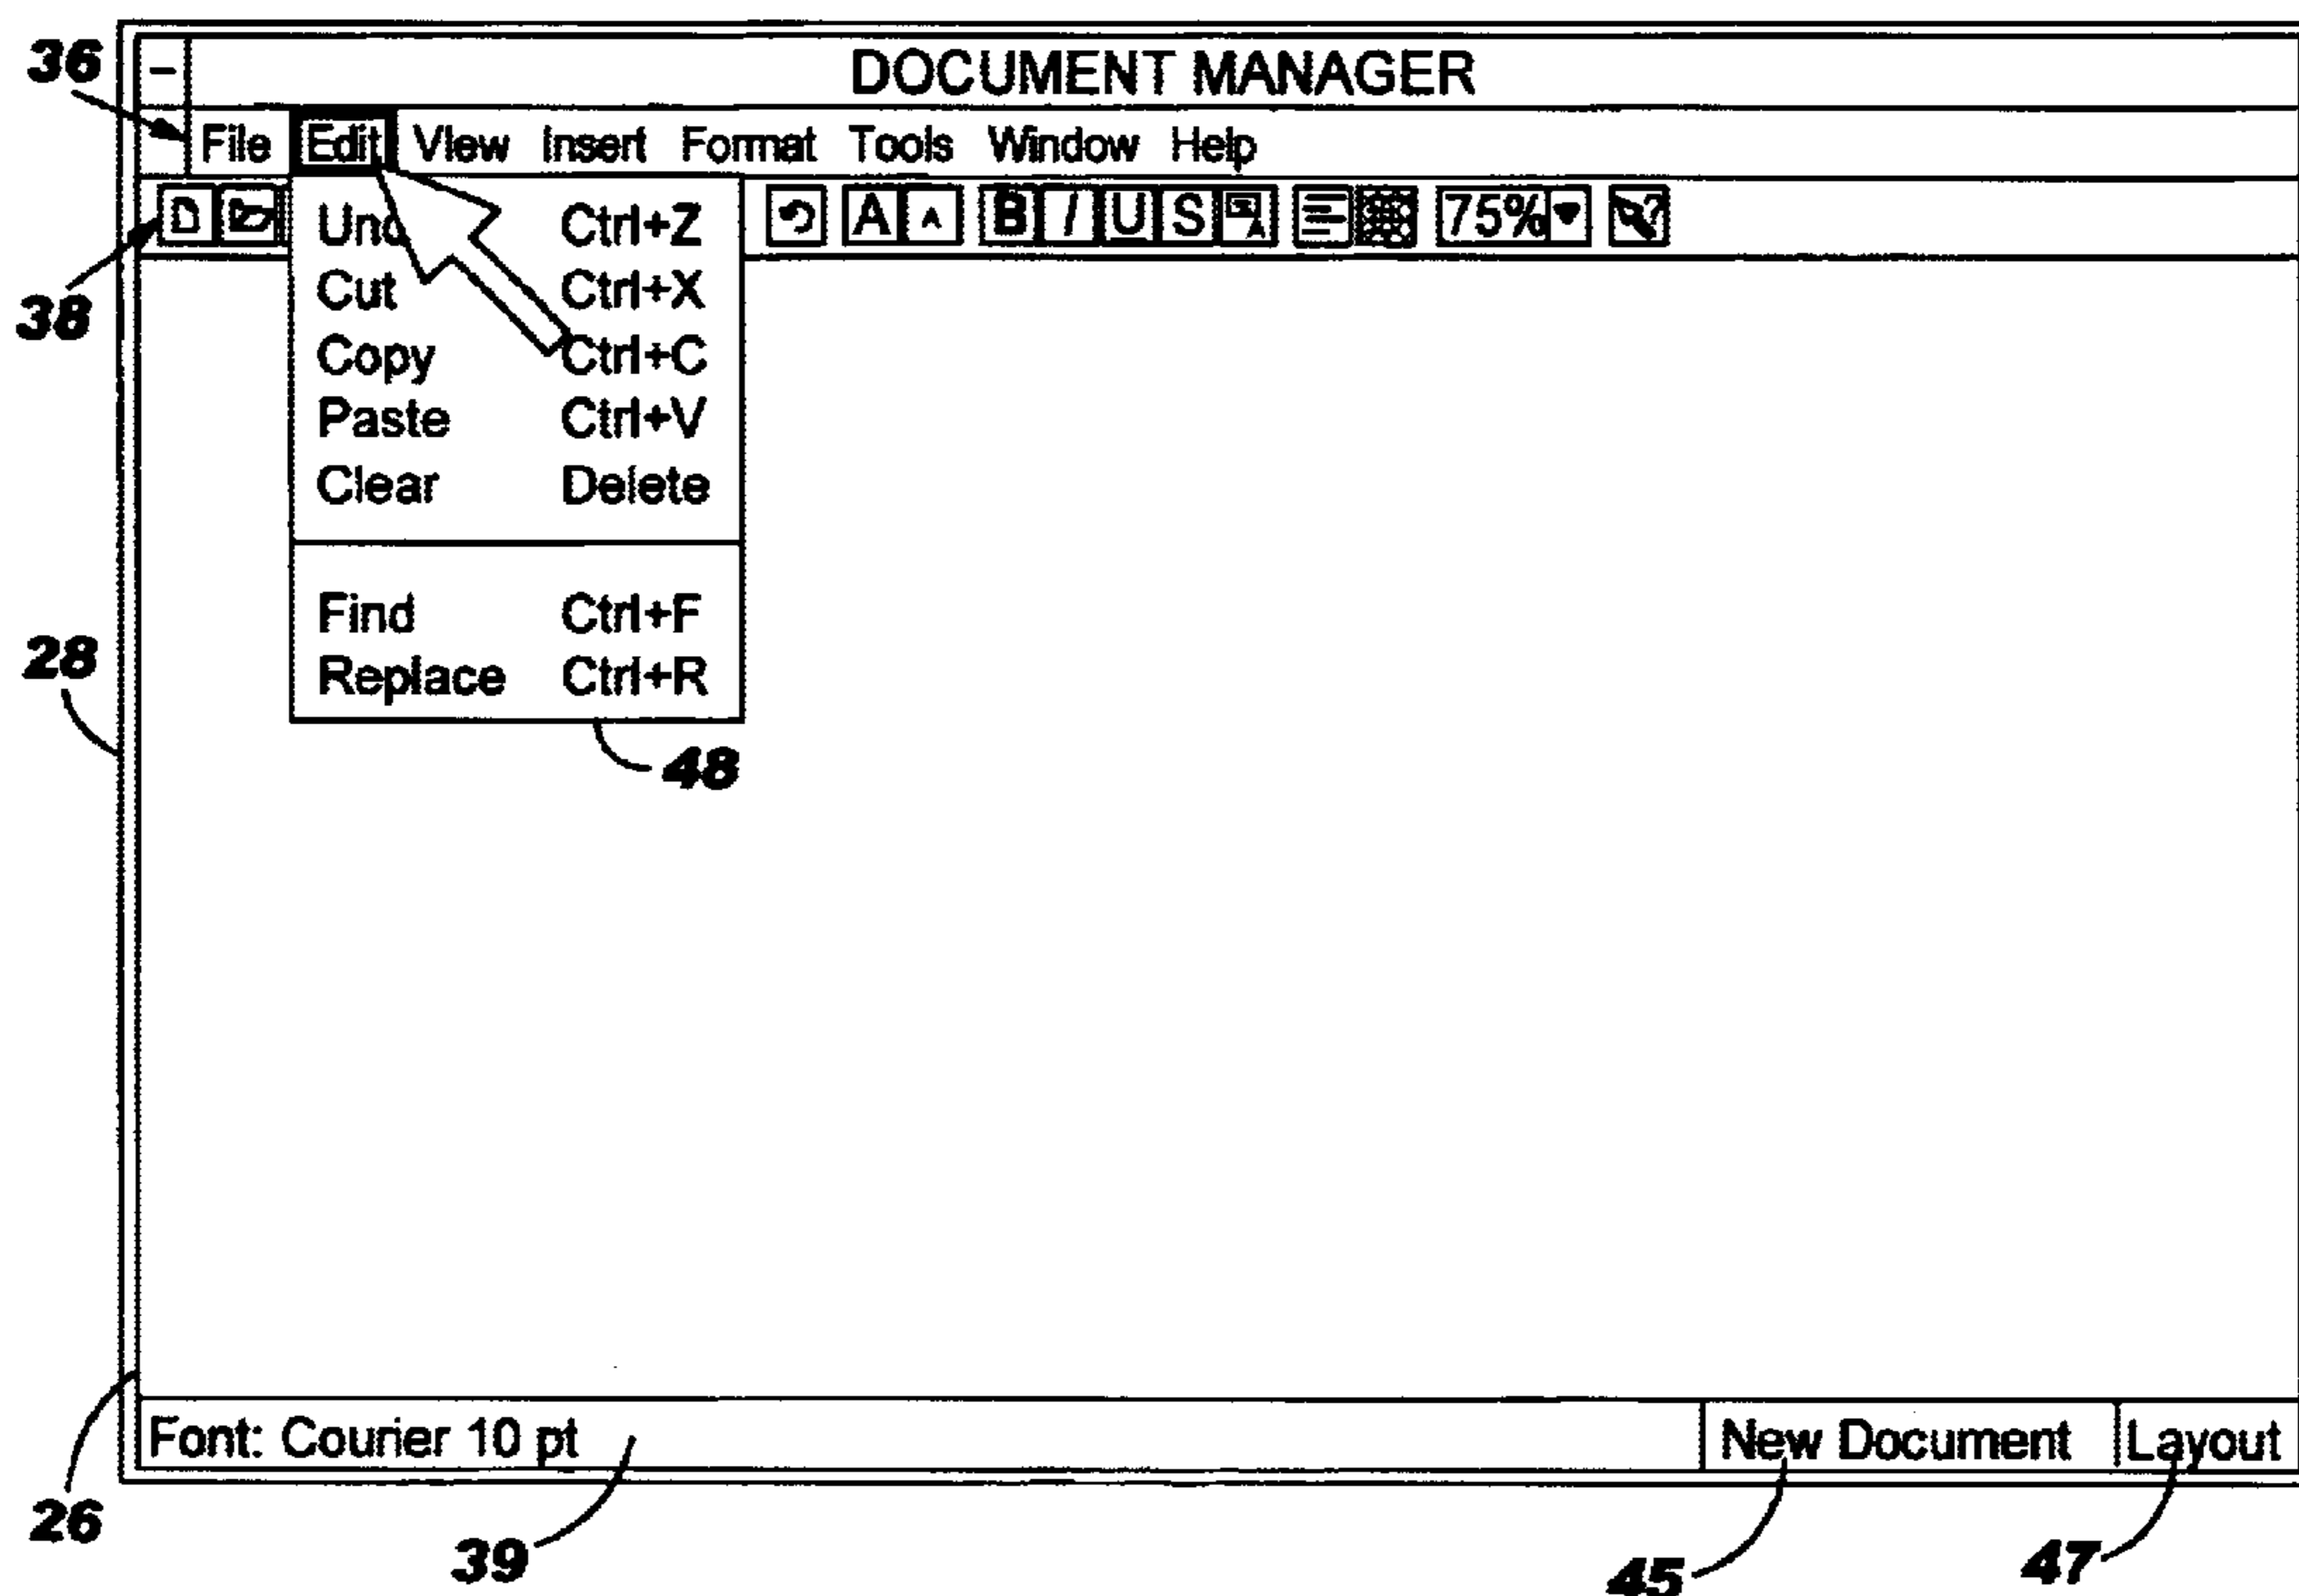 36
DOCUMENT MANAGER
File Edit View Insert Format Tools Window Help
38
A A B I U S 75% ?
Ctrl+Z
Cut Ctrl+X
Copy Ctrl+C
Paste Ctrl+V
Clear Delete
Find Ctrl+F
28
Replace Ctrl+R
48
Font: Courier 10 pt New Document Layout
26
39
45
47